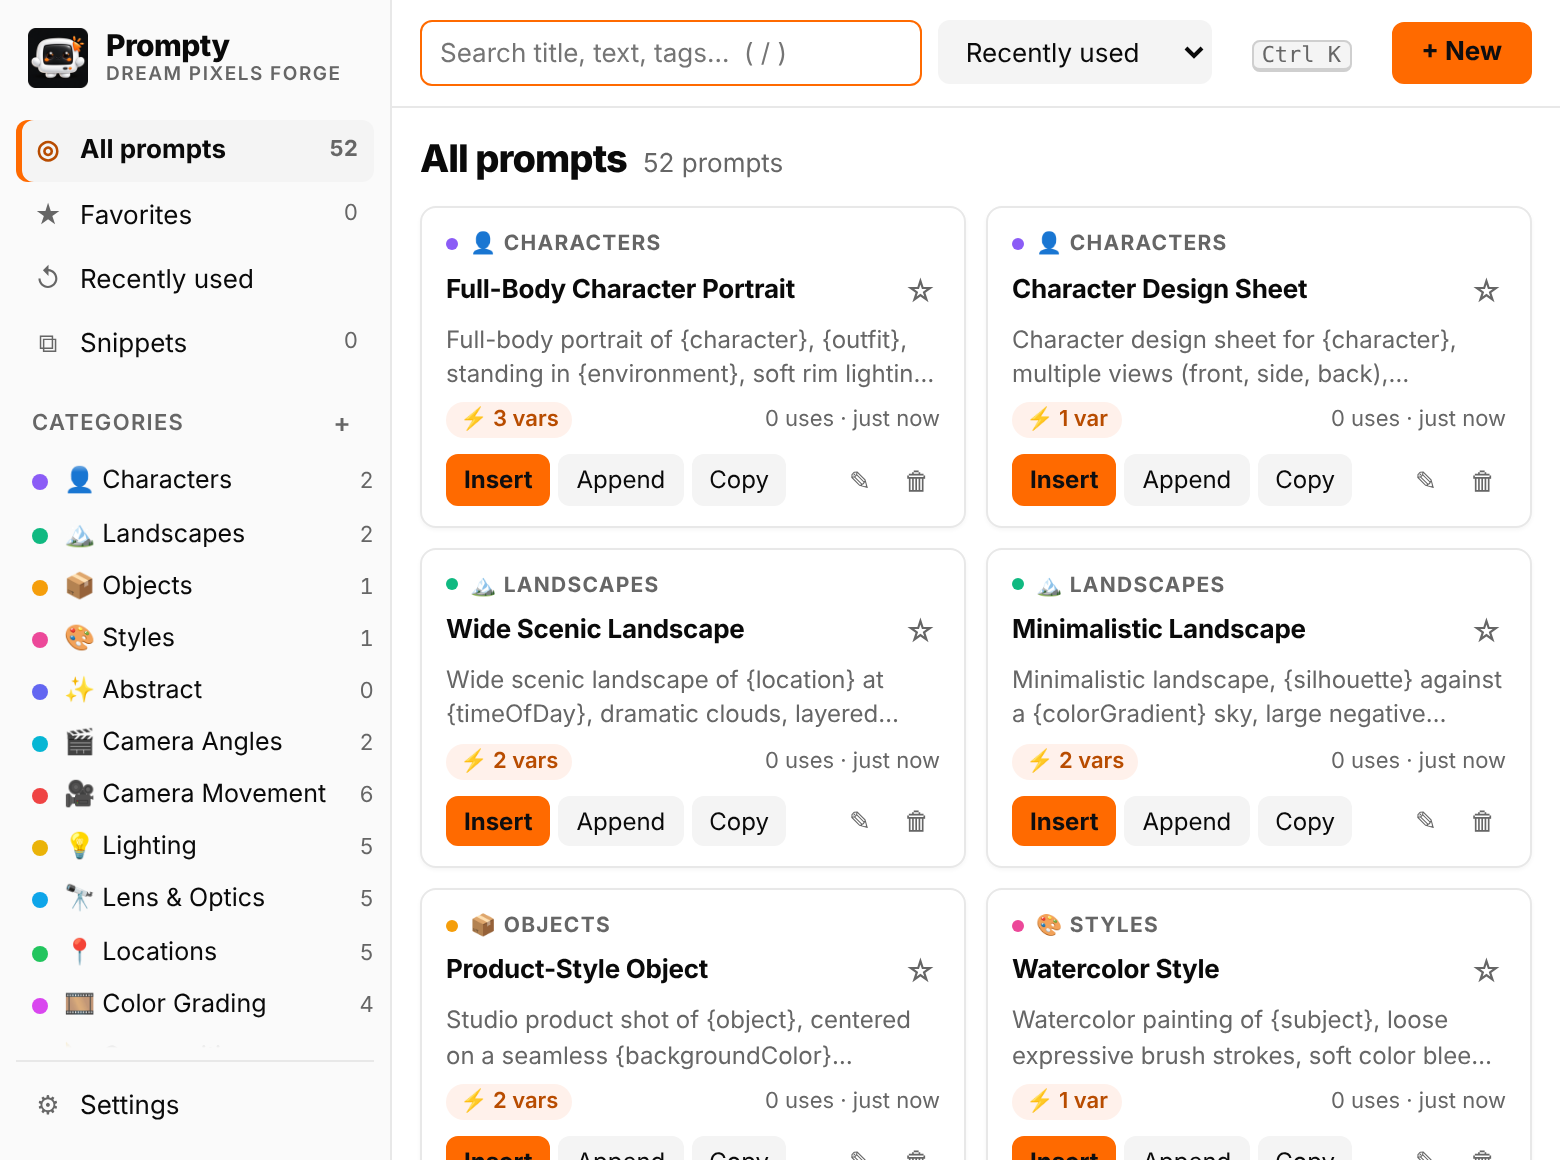 Prompty
DREAM PIXELS FORGE
All prompts 52
Favorites 0
Recently used
Snippets 0
CATEGORIES +
Characters 2
Landscapes 2
Objects 1
Styles 1
Abstract 0
Camera Angles 2
Camera Movement 6
Lighting 5
Lens & Optics 5
Locations 5
Color Grading 4
Settings
Search title, text, tags... ( / )
Recently used
Ctrl K
+ New
All prompts 52 prompts
CHARACTERS
Full-Body Character Portrait
Full-body portrait of {character}, {outfit},
standing in {environment}, soft rim lightin...
⚡ 3 vars 0 uses · just now
Insert Append Copy
CHARACTERS
Character Design Sheet
Character design sheet for {character},
multiple views (front, side, back),...
⚡ 1 var 0 uses · just now
Insert Append Copy
LANDSCAPES
Wide Scenic Landscape
Wide scenic landscape of {location} at
{timeOfDay}, dramatic clouds, layered...
⚡ 2 vars 0 uses · just now
Insert Append Copy
LANDSCAPES
Minimalistic Landscape
Minimalistic landscape, {silhouette} against
a {colorGradient} sky, large negative...
⚡ 2 vars 0 uses · just now
Insert Append Copy
OBJECTS
Product-Style Object
Studio product shot of {object}, centered
on a seamless {backgroundColor}...
⚡ 2 vars 0 uses · just now
Insert Append Copy
STYLES
Watercolor Style
Watercolor painting of {subject}, loose
expressive brush strokes, soft color blee...
⚡ 1 var 0 uses · just now
Insert Append Copy